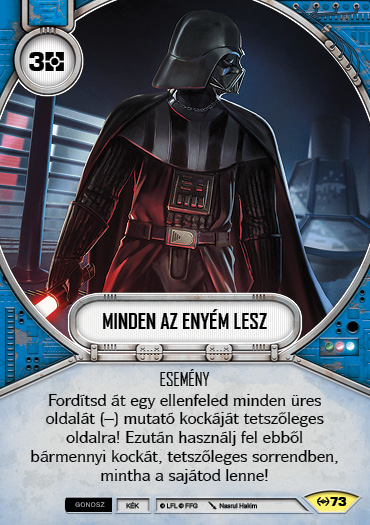 3
MINDEN AZ ENYÉM LESZ
ESEMÉNY
Fordítsd át egy ellenfeled minden üres
oldalát (–) mutató kockáját tetszőleges
oldalra! Ezután használj fel ebből
bármennyi kockát, tetszőleges sorrendben,
mintha a sajátod lenne!
GONOSZ KÉK © LFL © FFG Nasrul Hakim 73